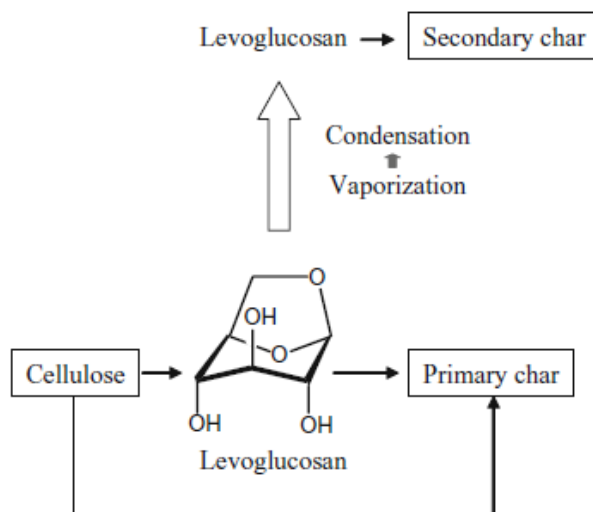 Levoglucosan
Secondary char
Condensation
Vaporization
O
OH
O
Cellulose
Primary char
OH
OH
Levoglucosan